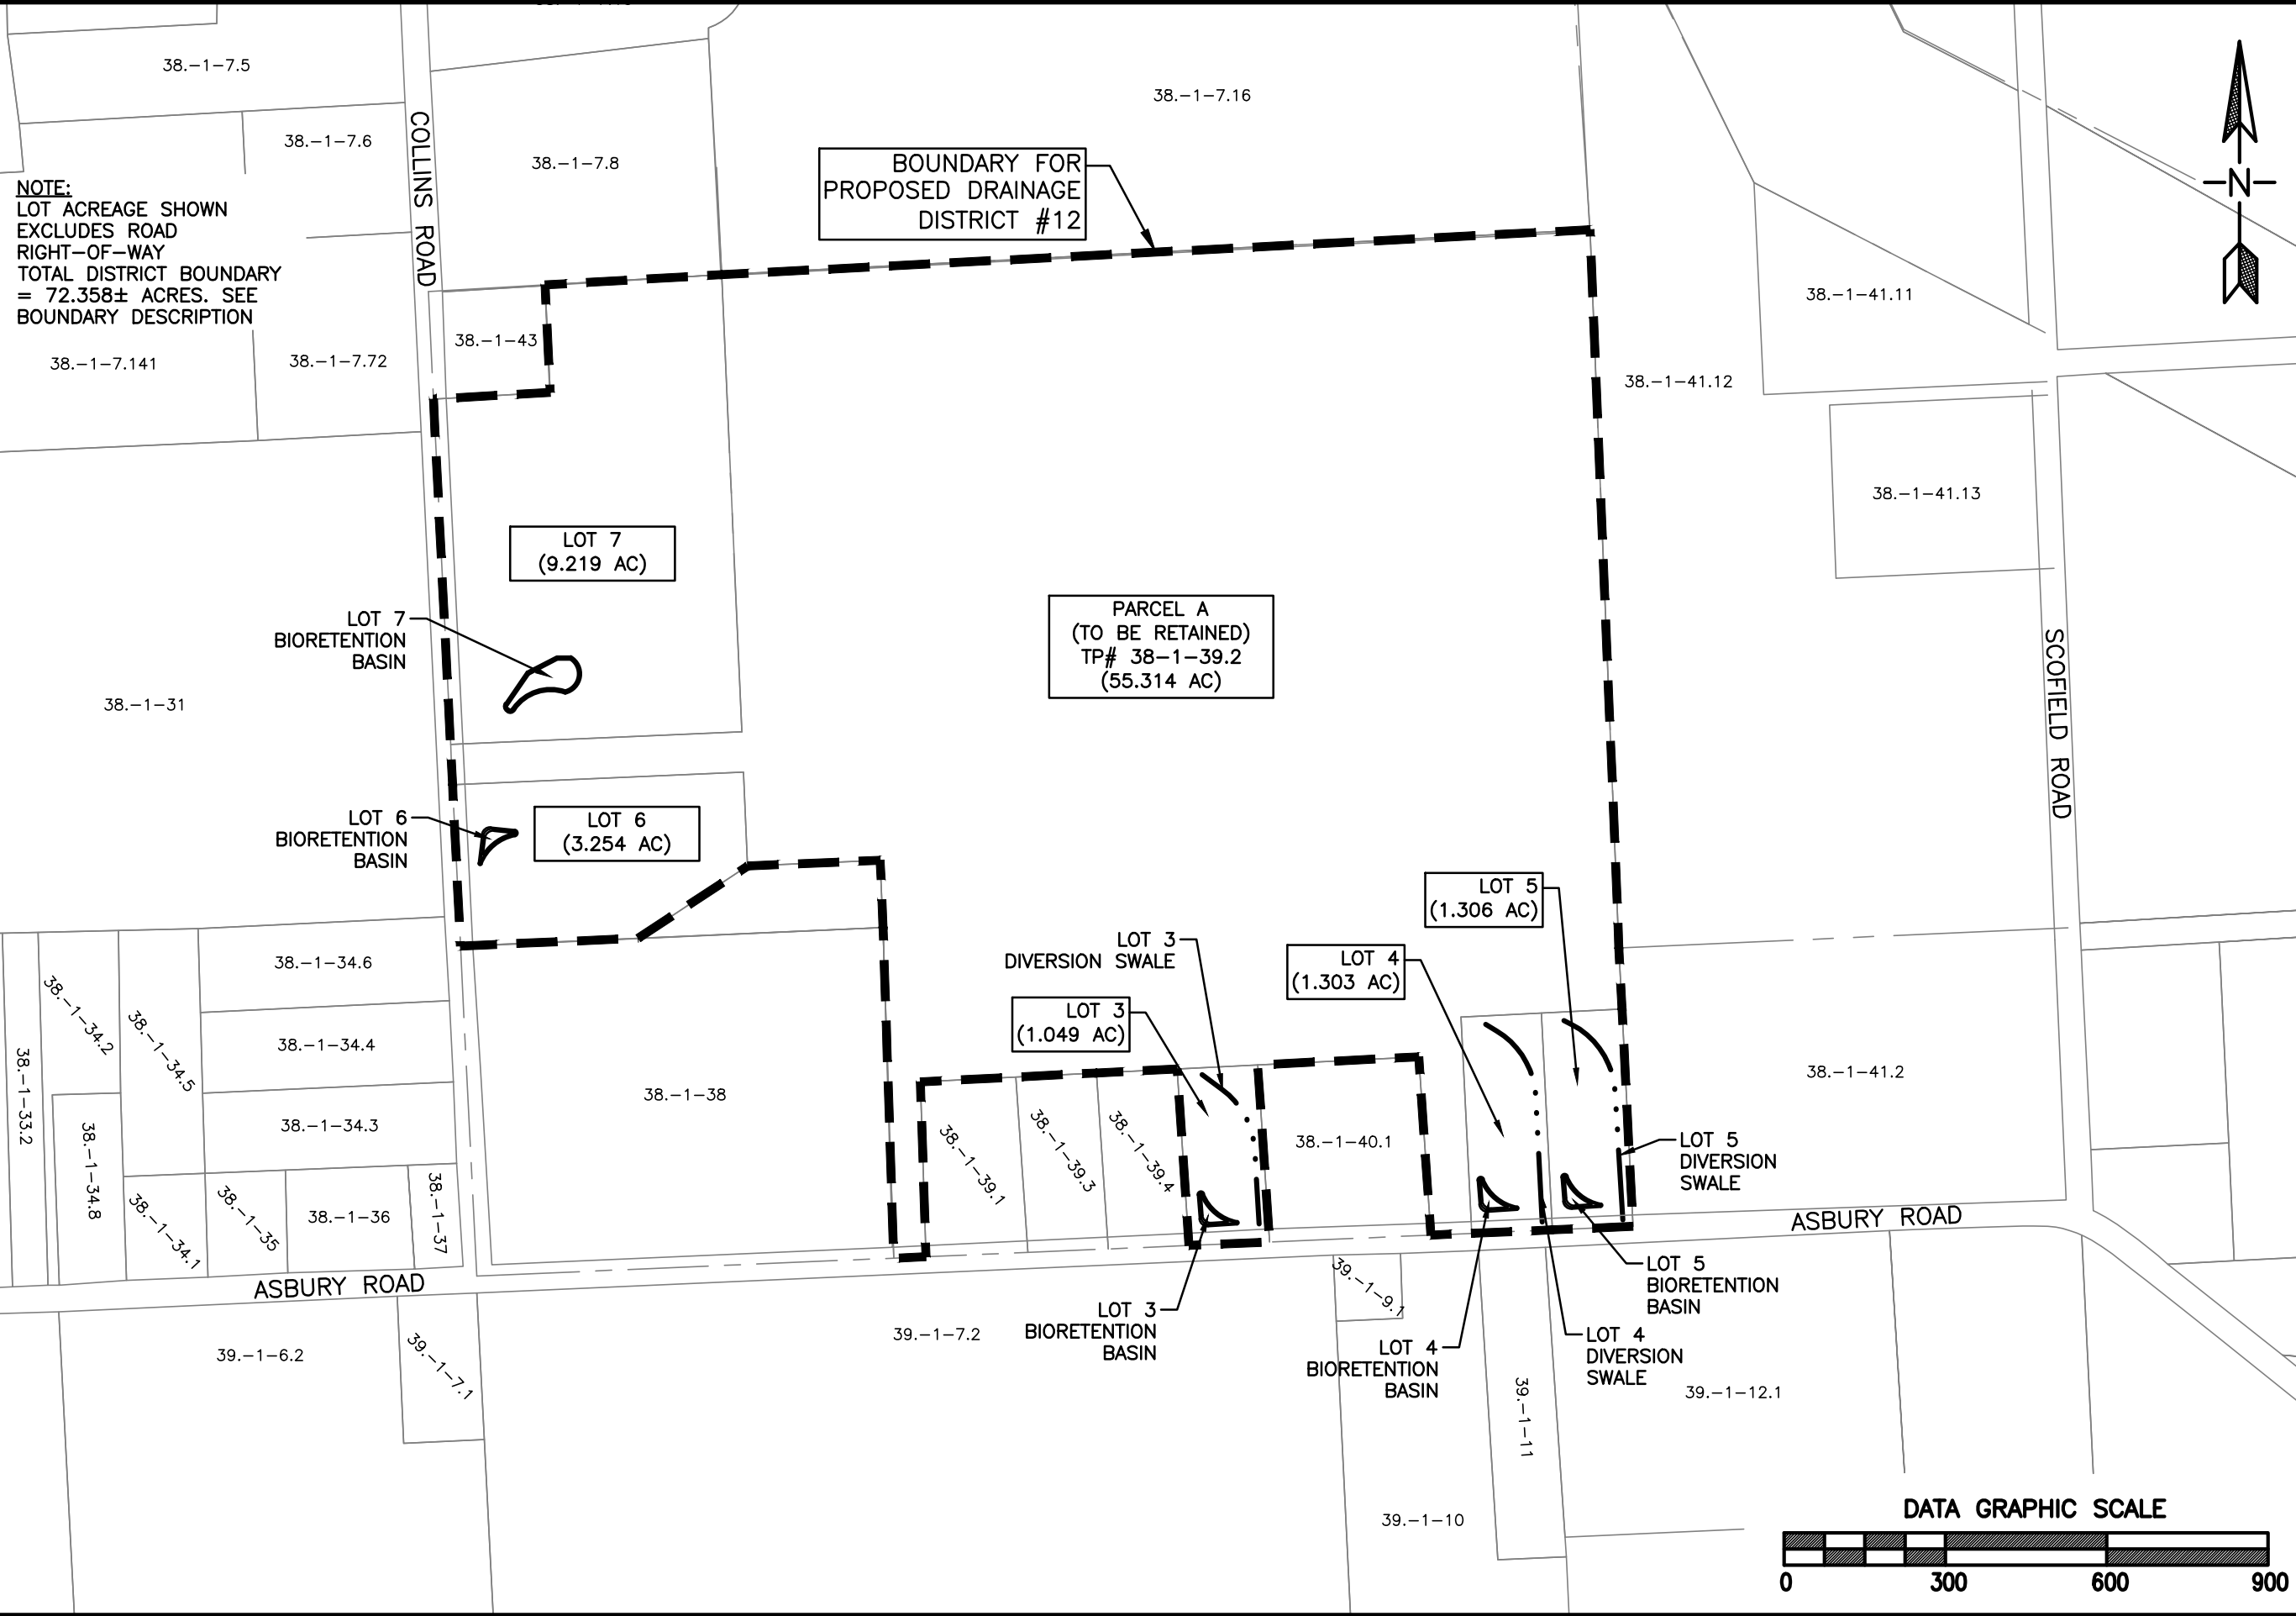 38.-1-7.5
38.-1-7.6
COLLINS ROAD
38.-1-7.8
38.-1-7.16
BOUNDARY FOR
PROPOSED DRAINAGE
DISTRICT #12
N
NOTE:
LOT ACREAGE SHOWN
EXCLUDES ROAD
RIGHT-OF-WAY
TOTAL DISTRICT BOUNDARY
= 72.358± ACRES. SEE
BOUNDARY DESCRIPTION
38.-1-7.141
38.-1-7.72
38.-1-43
38.-1-41.11
38.-1-41.12
38.-1-41.13
LOT 7
(9.219 AC)
PARCEL A
(TO BE RETAINED)
TP# 38-1-39.2
(55.314 AC)
LOT 7
BIORETENTION
BASIN
38.-1-31
SCOFIELD ROAD
LOT 6
BIORETENTION
BASIN
LOT 6
(3.254 AC)
LOT 5
(1.306 AC)
LOT 3
DIVERSION SWALE
LOT 4
(1.303 AC)
LOT 3
(1.049 AC)
38.-1-34.6
38.-1-34.2
38.-1-34.5
38.-1-34.4
38.-1-33.2
38.-1-34.8
38.-1-34.3
38.-1-34.1
38.-1-35
38.-1-36
38.-1-37
38.-1-38
38.-1-39.1
38.-1-39.3
38.-1-39.4
38.-1-40.1
38.-1-41.2
LOT 5
DIVERSION
SWALE
ASBURY ROAD
ASBURY ROAD
LOT 5
BIORETENTION
BASIN
39.-1-9.1
LOT 3
BIORETENTION
BASIN
39.-1-7.2
39.-1-6.2
39.-1-7.1
LOT 4
BIORETENTION
BASIN
LOT 4
DIVERSION
SWALE
39.-1-12.1
39.-1-11
39.-1-10
DATA GRAPHIC SCALE
0 300 600 900